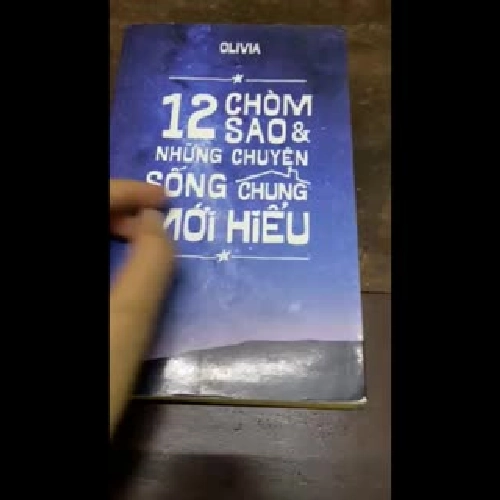 OLIVIA
12 CHÒM
SAO &
NHỮNG CHUYỆN
SỐNG CHUNG
MỚI HIỂU